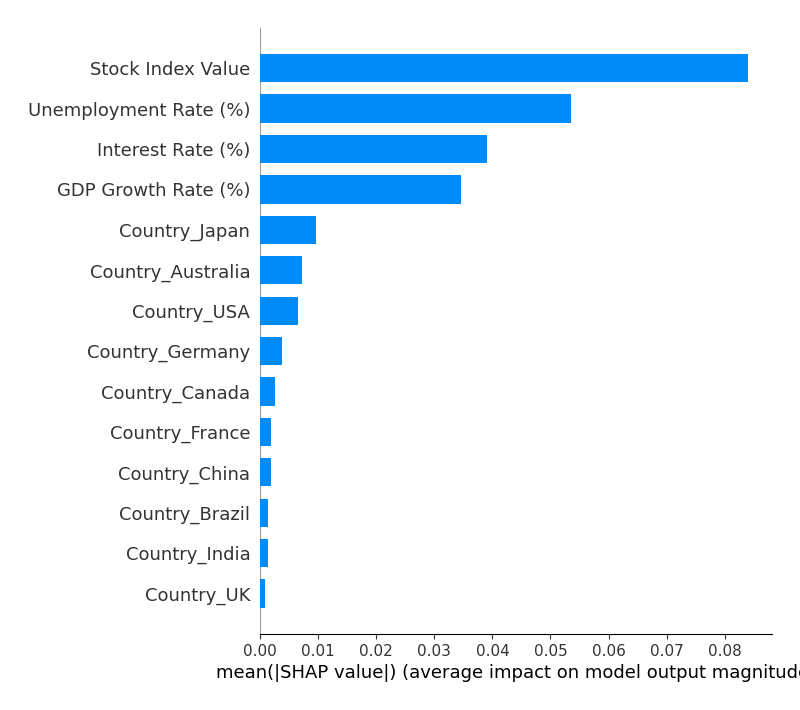 Stock Index Value
Unemployment Rate (%)
Interest Rate (%)
GDP Growth Rate (%)
Country_Japan
Country_Australia
Country_USA
Country_Germany
Country_Canada
Country_France
Country_China
Country_Brazil
Country_India
Country_UK
0.00 0.01 0.02 0.03 0.04 0.05 0.06 0.07 0.08
mean(|SHAP value|) (average impact on model output magnitude